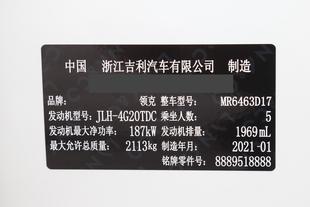 中国 浙江吉利汽车有限公司 制造
品牌: 领克 整车型号: MR6463D17
发动机型号: JLH-4G20TDC 乘坐人数: 5
发动机最大净功率: 187kW 发动机排量: 1969mL
最大允许总质量: 2113kg 制造年月: 2021-01
铭牌零件号: 8889518888